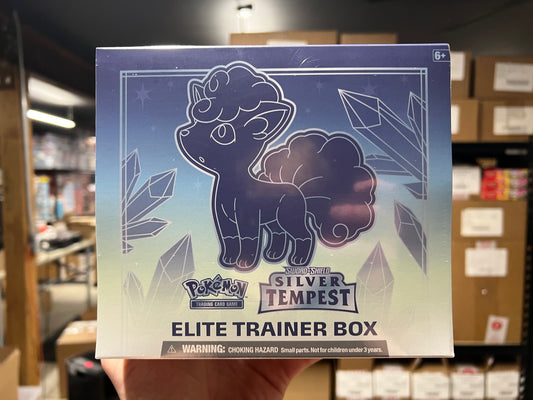 6+
Pokémon
TRADING CARD GAME
SWORD & SHIELD
SILVER
TEMPEST
ELITE TRAINER BOX
WARNING: CHOKING HAZARD Small parts. Not for children under 3 years.